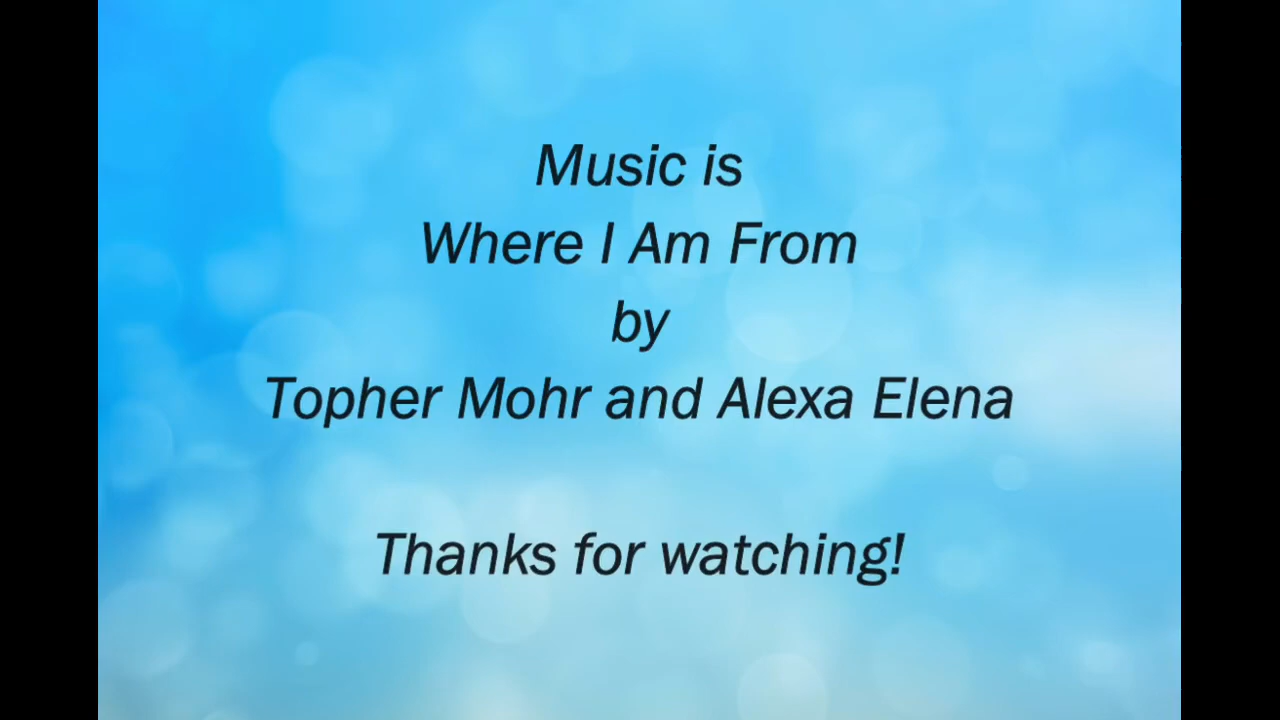 Music is
Where I Am From
by
Topher Mohr and Alexa Elena
Thanks for watching!